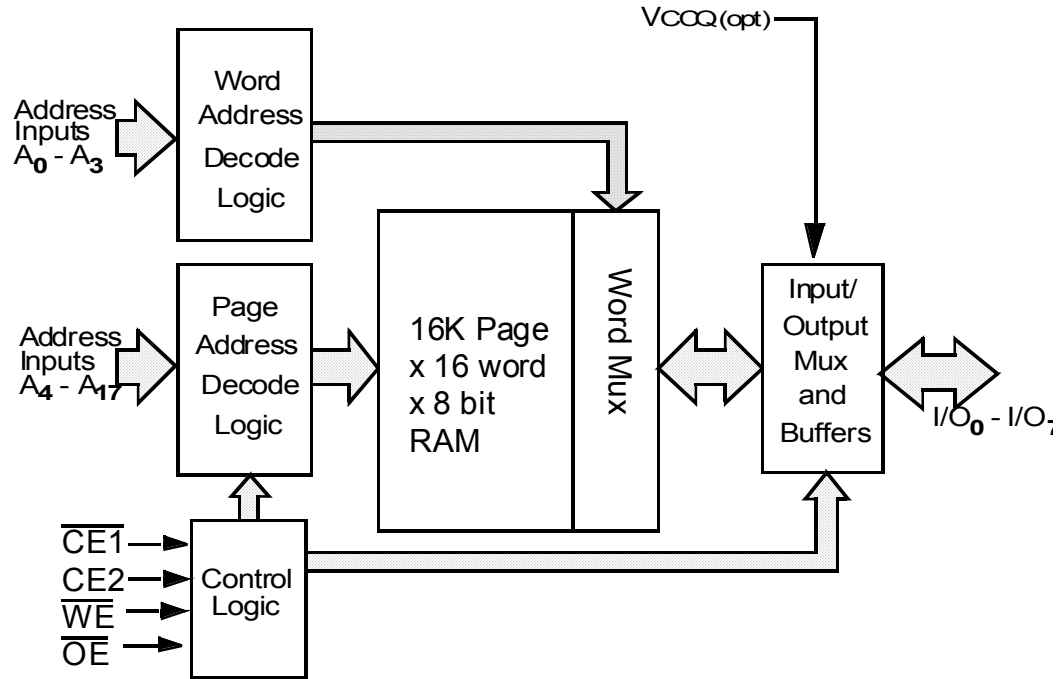 VCCQ(opt)
Address
Inputs
A0 - A3
Word
Address
Decode
Logic
Address
Inputs
A4 - A17
Page
Address
Decode
Logic
16K Page
x 16 word
x 8 bit
RAM
Word Mux
Input/
Output
Mux
and
Buffers
I/O0 - I/O7
CE1
CE2
WE
OE
Control
Logic